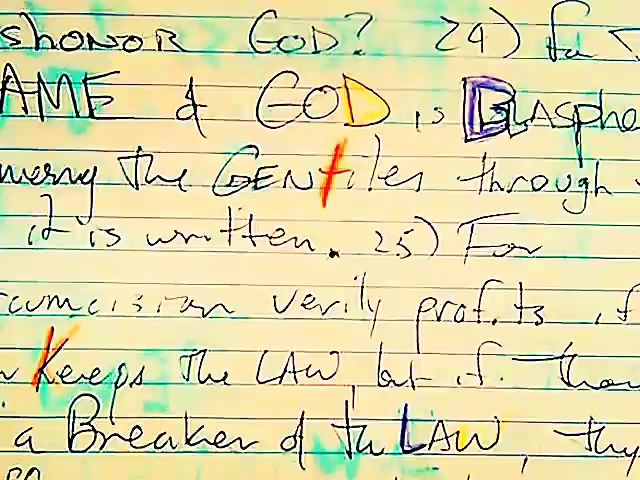 shonor God? 24) for
AME of GOD is Blasphe
mong the GENtiles through
it is written. 25) For
rcumcision verily profits if
Keeps the LAW, but if thou
a Breaker of the LAW, thy